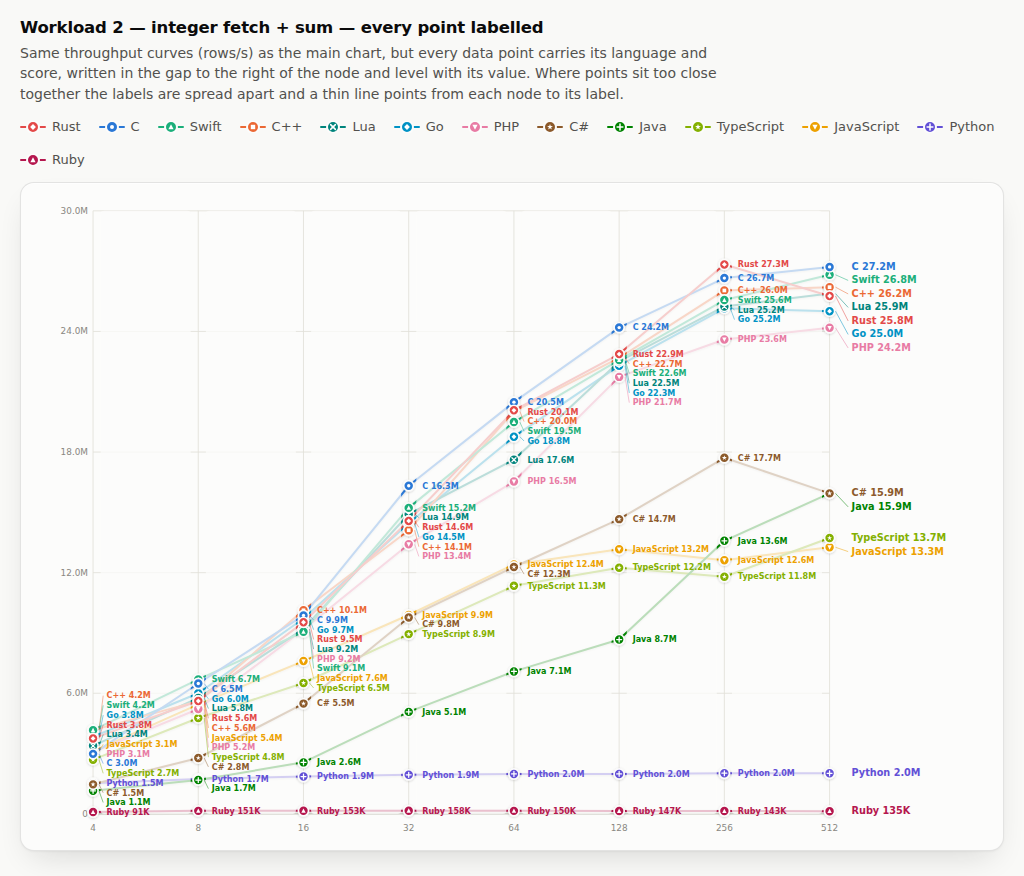 Workload 2 — integer fetch + sum — every point labelled
Same throughput curves (rows/s) as the main chart, but every data point carries its language and
score, written in the gap to the right of the node and level with its value. Where points sit too close
together the labels are spread apart and a thin line points from each node to its label.
Rust C Swift C++ Lua Go PHP C# Java TypeScript JavaScript Python
Ruby
30.0M
24.0M
18.0M
12.0M
6.0M
0
C++ 4.2M
Swift 4.2M
Go 3.8M
Rust 3.8M
Lua 3.4M
JavaScript 3.1M
PHP 3.1M
C 3.0M
TypeScript 2.7M
Python 1.5M
C# 1.5M
Java 1.1M
Ruby 91K
Swift 6.7M
C 6.5M
Go 6.0M
Lua 5.8M
Rust 5.6M
C++ 5.6M
JavaScript 5.4M
PHP 5.2M
TypeScript 4.8M
C# 2.8M
Python 1.7M
Java 1.7M
Ruby 151K
C++ 10.1M
C 9.9M
Go 9.7M
Rust 9.5M
Lua 9.2M
PHP 9.2M
Swift 9.1M
JavaScript 7.6M
TypeScript 6.5M
C# 5.5M
Java 2.6M
Python 1.9M
Ruby 153K
C 16.3M
Swift 15.2M
Lua 14.9M
Rust 14.6M
Go 14.5M
C++ 14.1M
PHP 13.4M
JavaScript 9.9M
C# 9.8M
TypeScript 8.9M
Java 5.1M
Python 1.9M
Ruby 158K
C 20.5M
Rust 20.1M
C++ 20.0M
Swift 19.5M
Go 18.8M
Lua 17.6M
PHP 16.5M
JavaScript 12.4M
C# 12.3M
TypeScript 11.3M
Java 7.1M
Python 2.0M
Ruby 150K
C 24.2M
Rust 22.9M
C++ 22.7M
Swift 22.6M
Lua 22.5M
Go 22.3M
PHP 21.7M
C# 14.7M
JavaScript 13.2M
TypeScript 12.2M
Java 8.7M
Python 2.0M
Ruby 147K
Rust 27.3M
C 26.7M
C++ 26.0M
Swift 25.6M
Lua 25.2M
Go 25.2M
PHP 23.6M
C# 17.7M
Java 13.6M
JavaScript 12.6M
TypeScript 11.8M
Python 2.0M
Ruby 143K
C 27.2M
Swift 26.8M
C++ 26.2M
Lua 25.9M
Rust 25.8M
Go 25.0M
PHP 24.2M
C# 15.9M
Java 15.9M
TypeScript 13.7M
JavaScript 13.3M
Python 2.0M
Ruby 135K
4 8 16 32 64 128 256 512